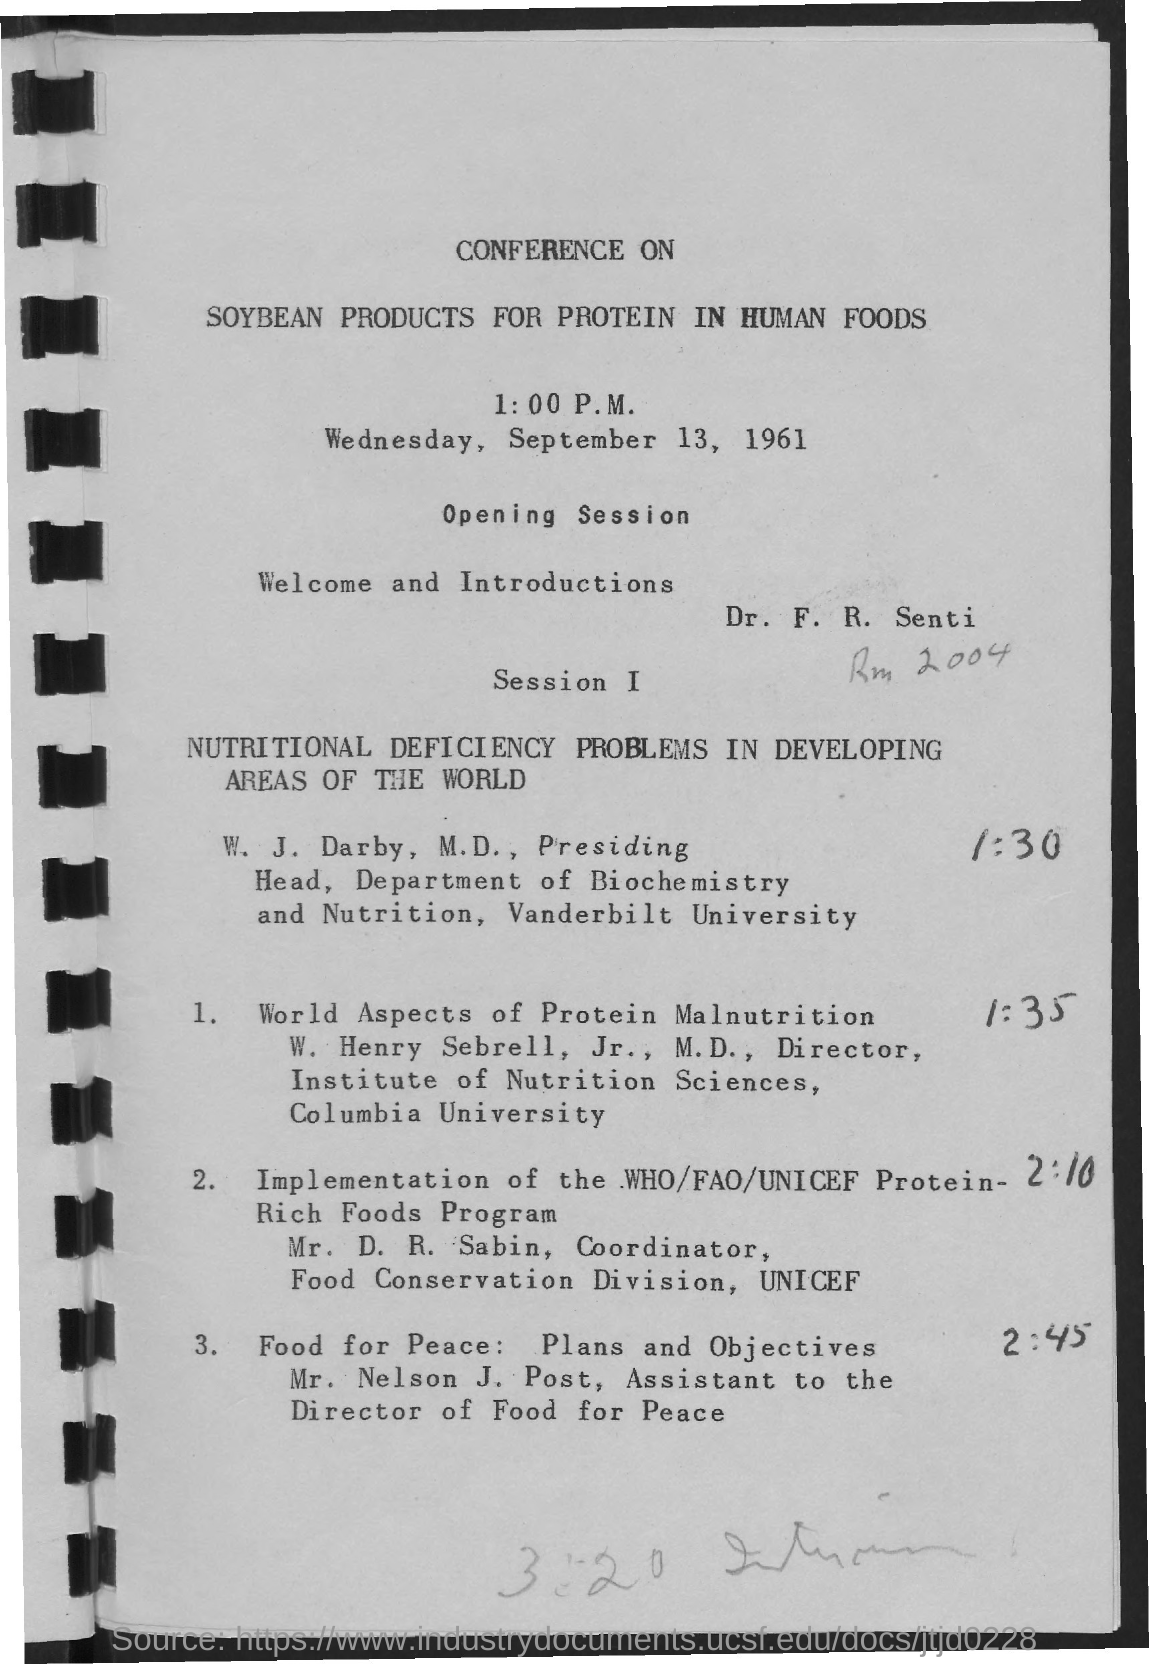 CONFERENCE ON
SOYBEAN PRODUCTS FOR PROTEIN IN HUMAN FOODS
1:00 P.M.
Wednesday, September 13, 1961
Opening Session
Welcome and Introductions
Dr. F. R. Senti
Rm 2004
Session I
NUTRITIONAL DEFICIENCY PROBLEMS IN DEVELOPING
AREAS OF THE WORLD
W. J. Darby, M.D., Presiding 1:30
Head, Department of Biochemistry
and Nutrition, Vanderbilt University
1. World Aspects of Protein Malnutrition 1:35
W. Henry Sebrell, Jr., M.D., Director,
Institute of Nutrition Sciences,
Columbia University
2. Implementation of the WHO/FAO/UNICEF Protein- 2:10
Rich Foods Program
Mr. D. R. Sabin, Coordinator,
Food Conservation Division, UNICEF
3. Food for Peace: Plans and Objectives 2:45
Mr. Nelson J. Post, Assistant to the
Director of Food for Peace
3:20
Source: https://www.industrydocuments.ucsf.edu/docs/jtjd0228